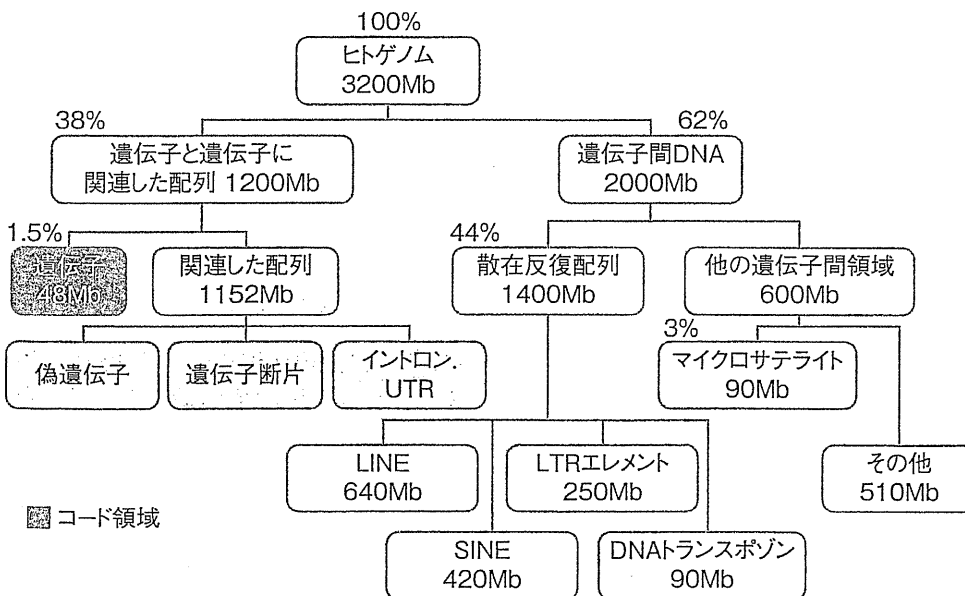 100%
ヒトゲノム
3200Mb
38%
遺伝子と遺伝子に
関連した配列 1200Mb
62%
遺伝子間DNA
2000Mb
1.5%
遺伝子
48Mb
関連した配列
1152Mb
44%
散在反復配列
1400Mb
他の遺伝子間領域
600Mb
偽遺伝子
遺伝子断片
イントロン.
UTR
3%
マイクロサテライト
90Mb
LINE
640Mb
LTRエレメント
250Mb
その他
510Mb
コード領域
SINE
420Mb
DNAトランスポゾン
90Mb